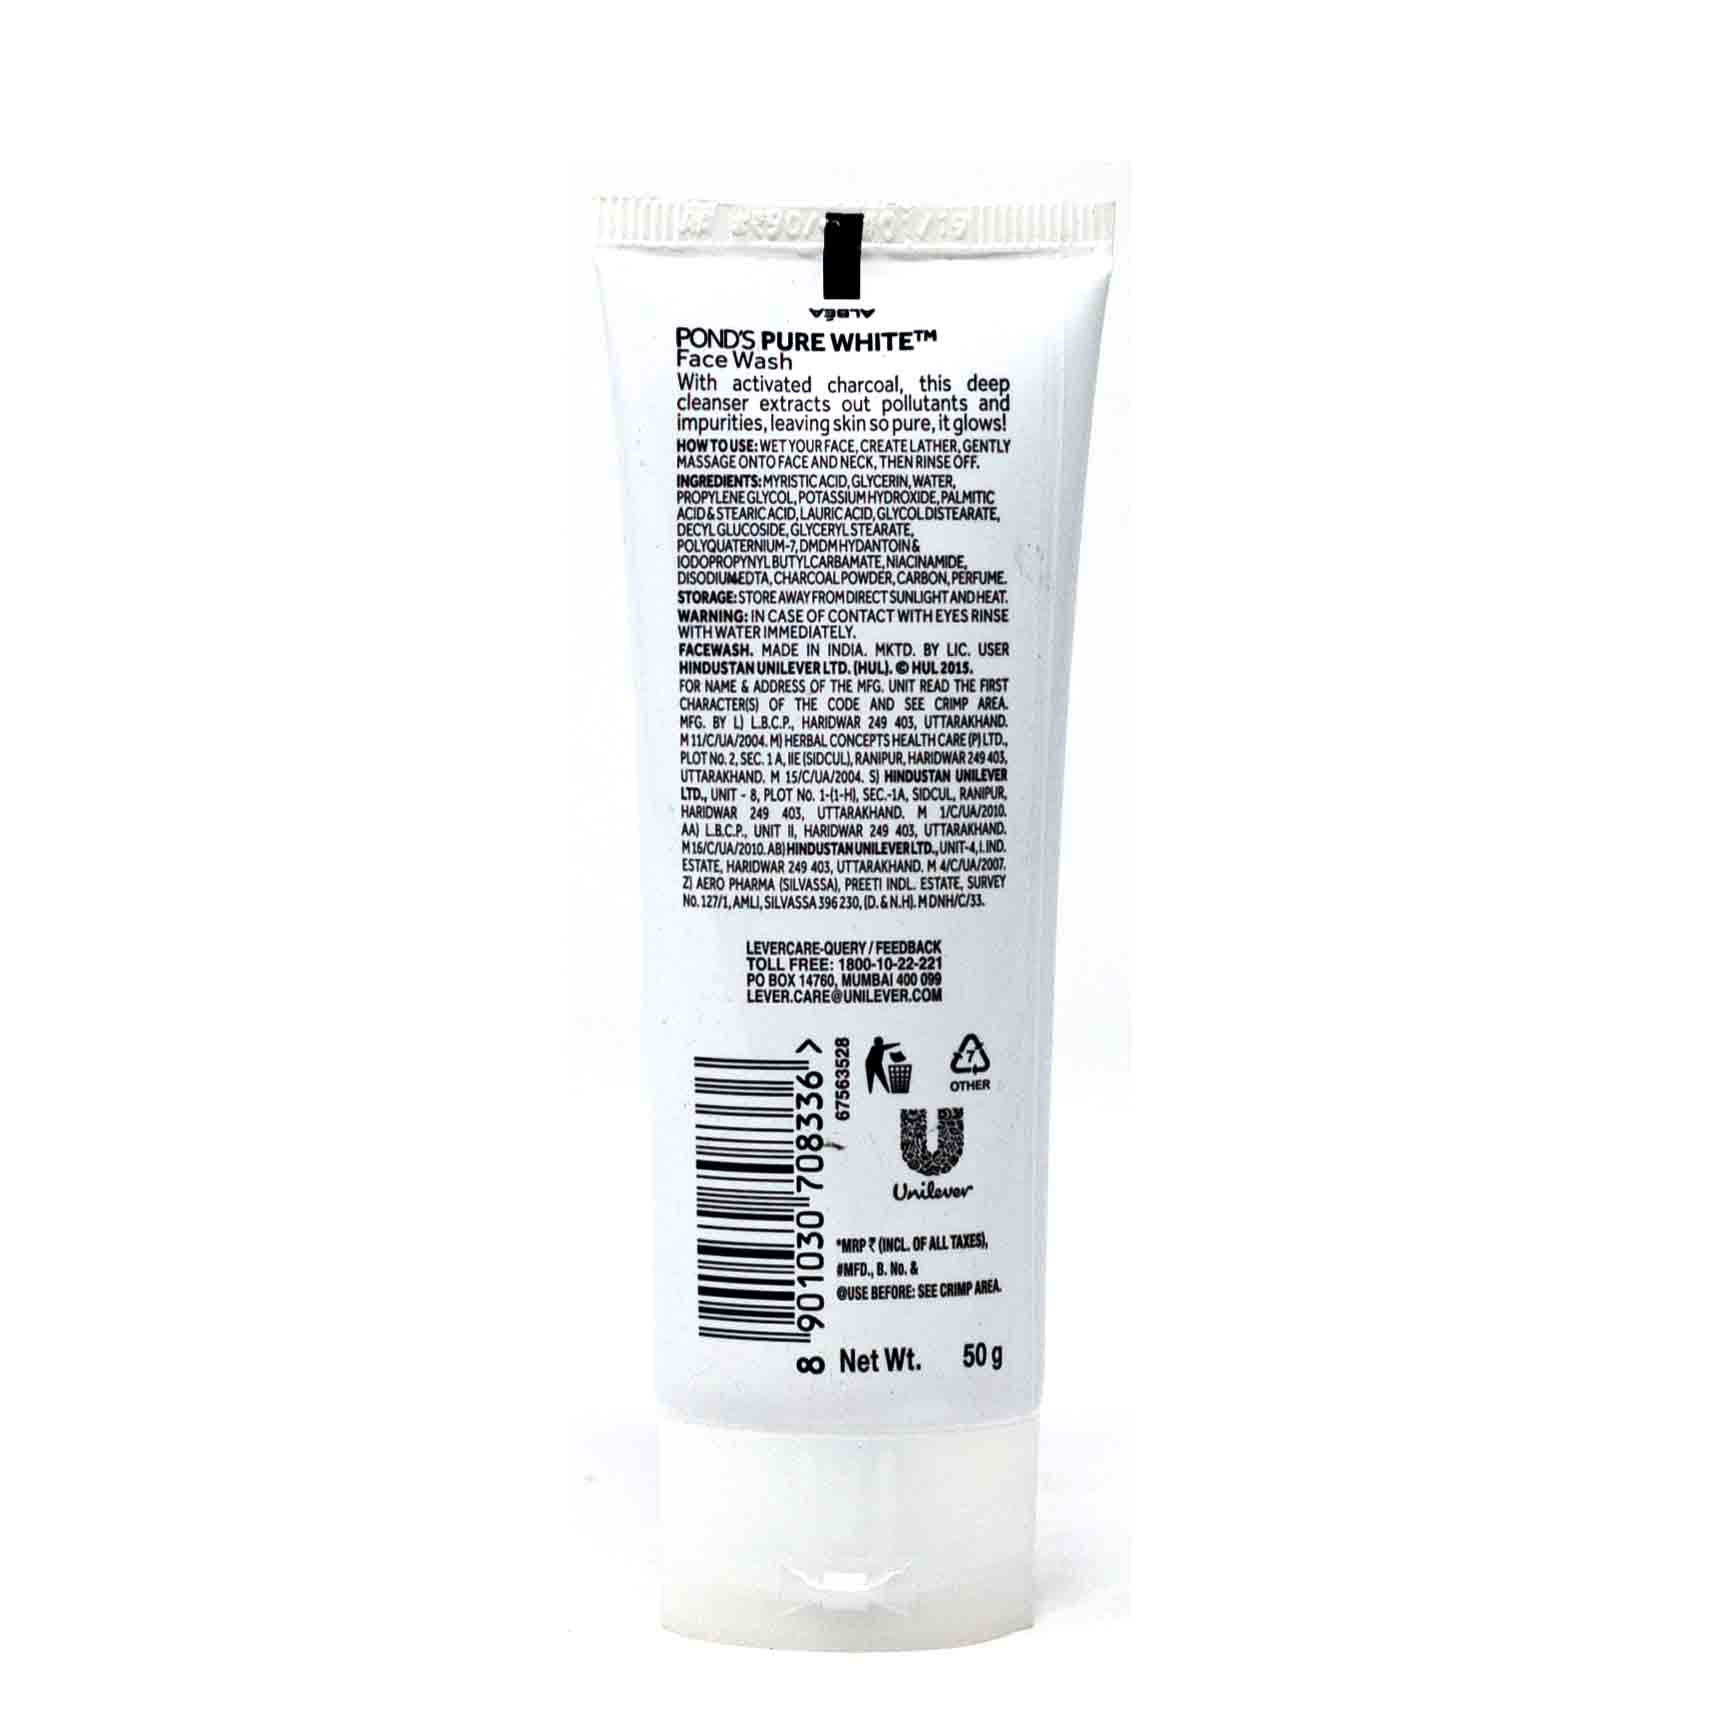 ALBÉA
POND'S PURE WHITE™
Face Wash
With activated charcoal, this deep
cleanser extracts out pollutants and
impurities, leaving skin so pure, it glows!
HOW TO USE: WET YOUR FACE, CREATE LATHER, GENTLY
MASSAGE ONTO FACE AND NECK, THEN RINSE OFF.
INGREDIENTS: MYRISTIC ACID, GLYCERIN, WATER,
PROPYLENE GLYCOL, POTASSIUM HYDROXIDE, PALMITIC
ACID & STEARIC ACID, LAURIC ACID, GLYCOL DISTEARATE,
DECYL GLUCOSIDE, GLYCERYL STEARATE,
POLYQUATERNIUM-7, DMDM HYDANTOIN &
IODOPROPYNYL BUTYLCARBAMATE, NIACINAMIDE,
DISODIUM EDTA, CHARCOAL POWDER, CARBON, PERFUME.
STORAGE: STORE AWAY FROM DIRECT SUNLIGHT AND HEAT.
WARNING: IN CASE OF CONTACT WITH EYES RINSE
WITH WATER IMMEDIATELY.
FACEWASH. MADE IN INDIA. MKTD. BY LIC. USER
HINDUSTAN UNILEVER LTD. (HUL). © HUL 2015.
FOR NAME & ADDRESS OF THE MFG. UNIT READ THE FIRST
CHARACTER(S) OF THE CODE AND SEE CRIMP AREA.
MFG. BY L) L.B.C.P., HARIDWAR 249 403, UTTARAKHAND.
M 11/C/UA/2004. M) HERBAL CONCEPTS HEALTH CARE (P) LTD.,
PLOT No. 2, SEC. 1 A, IIE (SIDCUL), RANIPUR, HARIDWAR 249 403,
UTTARAKHAND. M 15/C/UA/2004. S) HINDUSTAN UNILEVER
LTD., UNIT - 8, PLOT No. 1-(1-H), SEC.-1A, SIDCUL, RANIPUR,
HARIDWAR 249 403, UTTARAKHAND. M 1/C/UA/2010.
AA) L.B.C.P., UNIT II, HARIDWAR 249 403, UTTARAKHAND.
M 16/C/UA/2010. AB) HINDUSTAN UNILEVER LTD., UNIT-4, I. IND.
ESTATE, HARIDWAR 249 403, UTTARAKHAND. M 4/C/UA/2007.
Z) AERO PHARMA (SILVASSA), PREETI INDL. ESTATE, SURVEY
No. 127/1, AMLI, SILVASSA 396 230, (D. & N.H). M DNH/C/33.
LEVERCARE-QUERY / FEEDBACK
TOLL FREE: 1800-10-22-221
PO BOX 14760, MUMBAI 400 099
LEVER.CARE@UNILEVER.COM
8 901030 708336 >
67563528
7
OTHER
Unilever
*MRP ₹ (INCL. OF ALL TAXES),
#MFD., B. No. &
@USE BEFORE: SEE CRIMP AREA.
Net Wt. 50 g